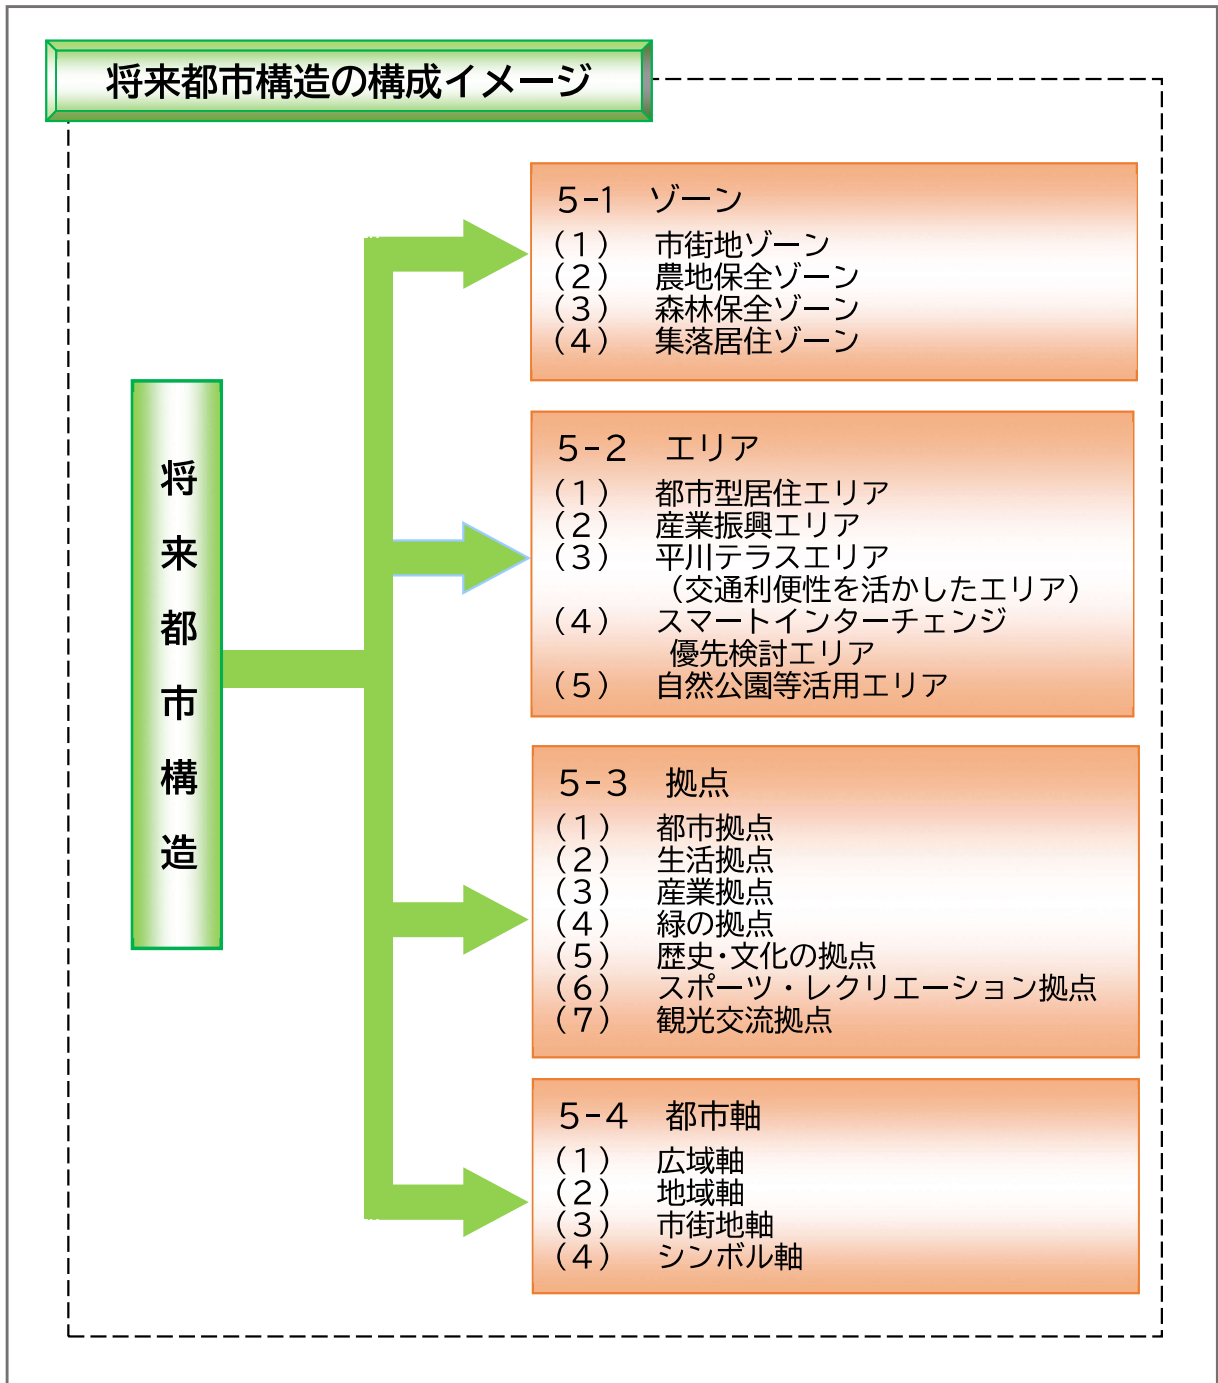 将来都市構造の構成イメージ
将来都市構造
5-1　ゾーン
（1）　市街地ゾーン
（2）　農地保全ゾーン
（3）　森林保全ゾーン
（4）　集落居住ゾーン
5-2　エリア
（1）　都市型居住エリア
（2）　産業振興エリア
（3）　平川テラスエリア
（交通利便性を活かしたエリア）
（4）　スマートインターチェンジ
優先検討エリア
（5）　自然公園等活用エリア
5-3　拠点
（1）　都市拠点
（2）　生活拠点
（3）　産業拠点
（4）　緑の拠点
（5）　歴史・文化の拠点
（6）　スポーツ・レクリエーション拠点
（7）　観光交流拠点
5-4　都市軸
（1）　広域軸
（2）　地域軸
（3）　市街地軸
（4）　シンボル軸